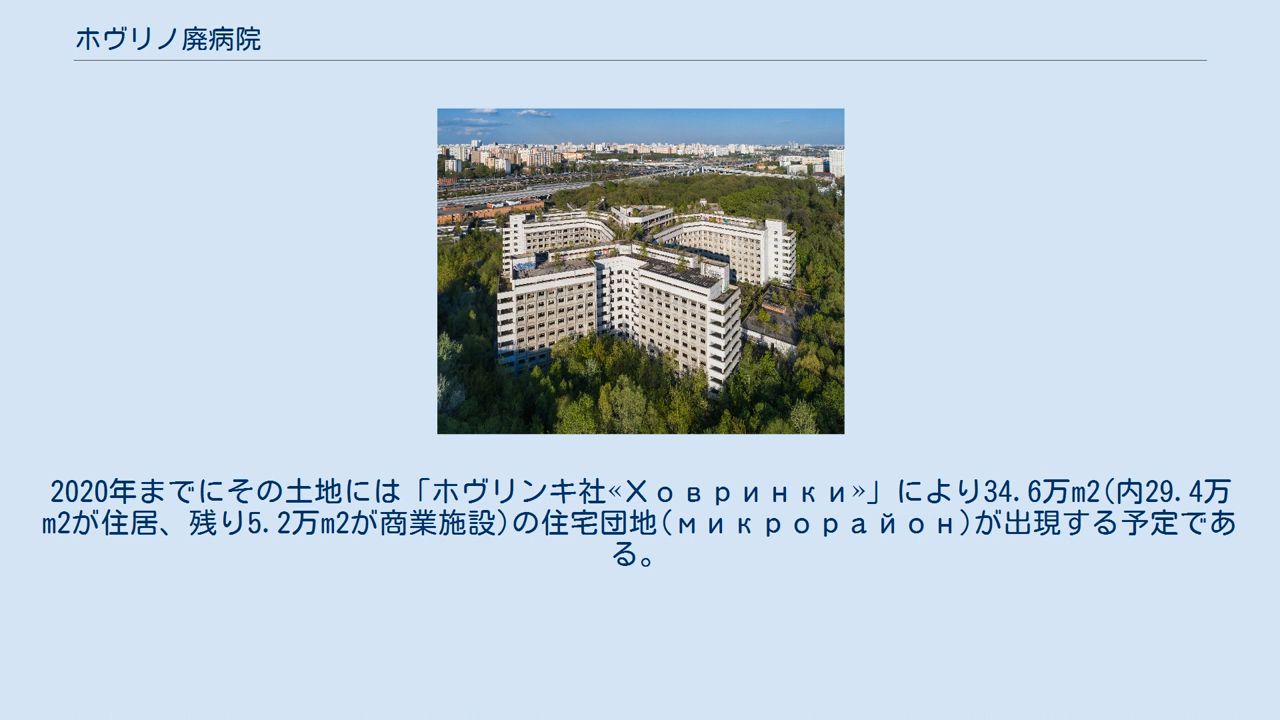 ホヴリノ廃病院
2020年までにその土地には「ホヴリンキ社«Ховринки»」により34.6万m2(内29.4万
m2が住居、残り5.2万m2が商業施設)の住宅団地(микрорайон)が出現する予定であ
る。